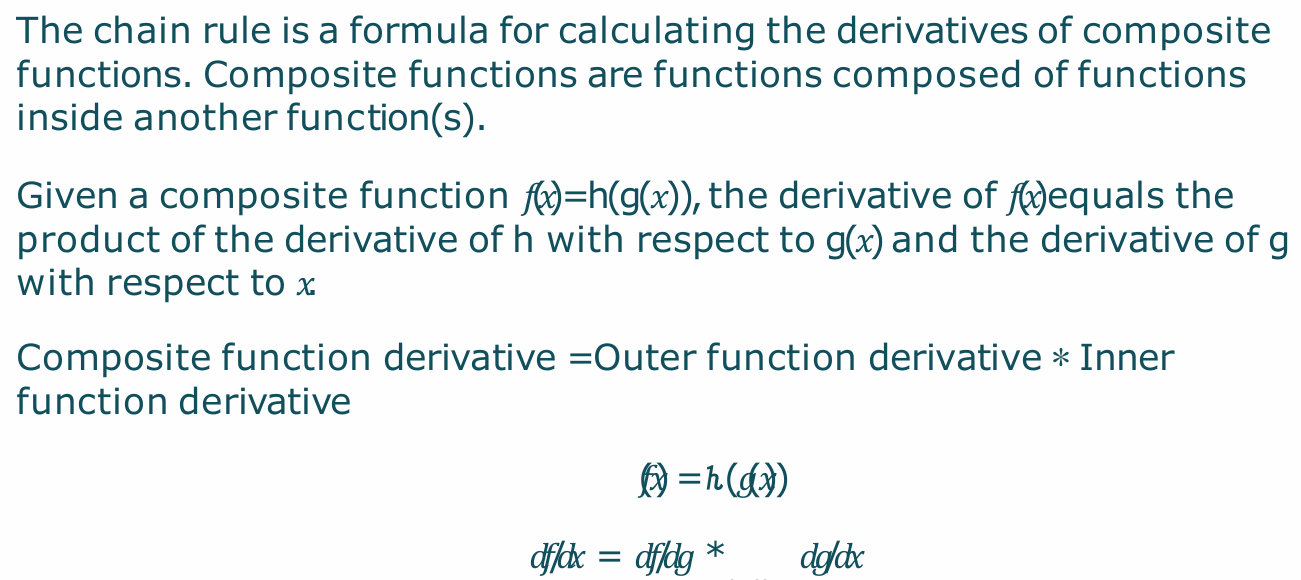 The chain rule is a formula for calculating the derivatives of composite
functions. Composite functions are functions composed of functions
inside another function(s).
Given a composite function f(x)=h(g(x)), the derivative of f(x)equals the
product of the derivative of h with respect to g(x) and the derivative of g
with respect to x.
Composite function derivative =Outer function derivative * Inner
function derivative
f(x) = h(g(x))
df/dx = df/dg * dg/dx